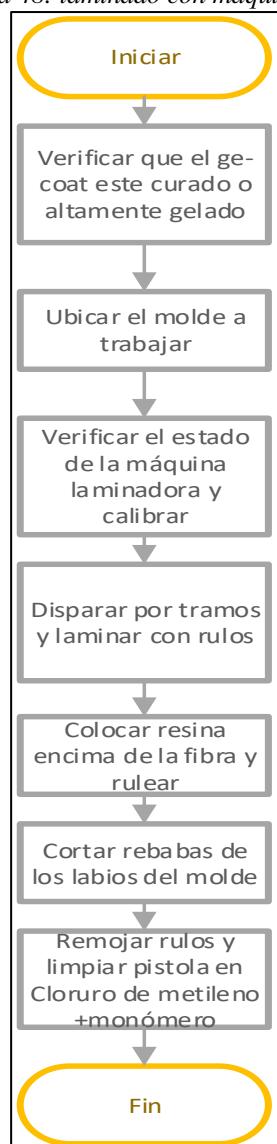 laminado con máqui
Iniciar
Verificar que el ge-
coat este curado o
altamente gelado
Ubicar el molde a
trabajar
Verificar el estado
de la máquina
laminadora y
calibrar
Disparar por tramos
y laminar con rulos
Colocar resina
encima de la fibra y
rulear
Cortar rebabas de
los labios del molde
Remojar rulos y
limpiar pistola en
Cloruro de metileno
+monómero
Fin